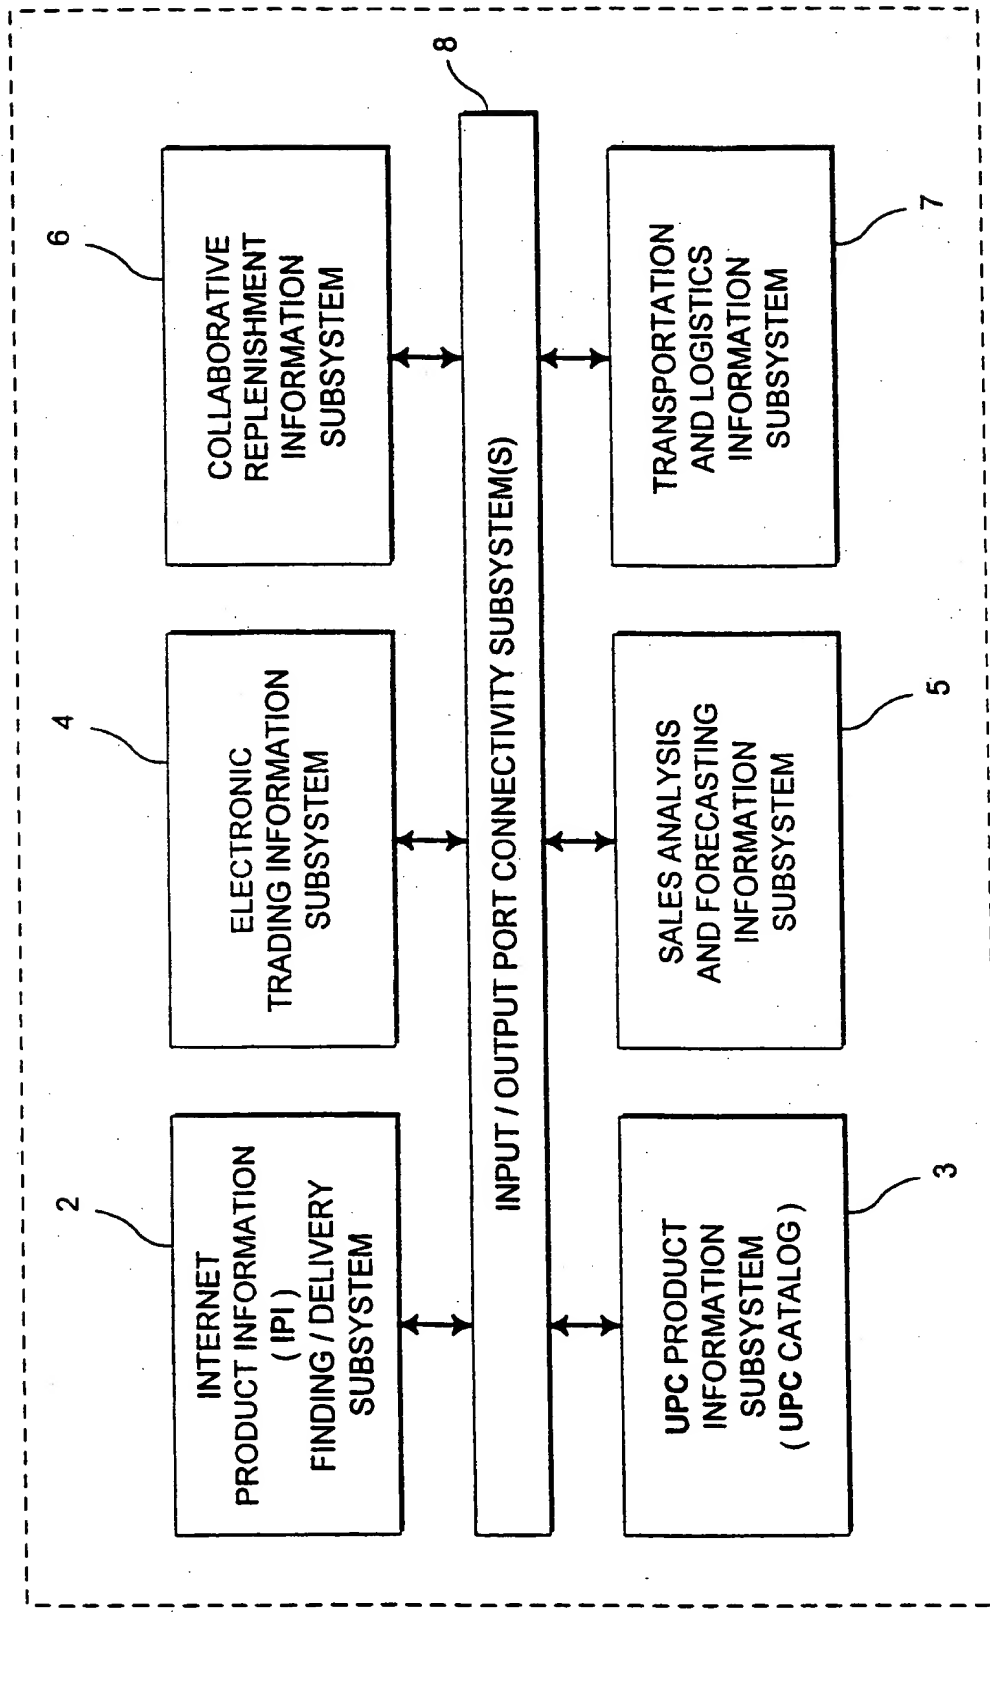 2
INTERNET
PRODUCT INFORMATION
( IPI )
FINDING / DELIVERY
SUBSYSTEM
4
ELECTRONIC
TRADING INFORMATION
SUBSYSTEM
6
COLLABORATIVE
REPLENISHMENT
INFORMATION
SUBSYSTEM
8
INPUT / OUTPUT PORT CONNECTIVITY SUBSYSTEM(S)
UPC PRODUCT
INFORMATION
SUBSYSTEM
( UPC CATALOG )
3
SALES ANALYSIS
AND FORECASTING
INFORMATION
SUBSYSTEM
5
TRANSPORTATION
AND LOGISTICS
INFORMATION
SUBSYSTEM
7